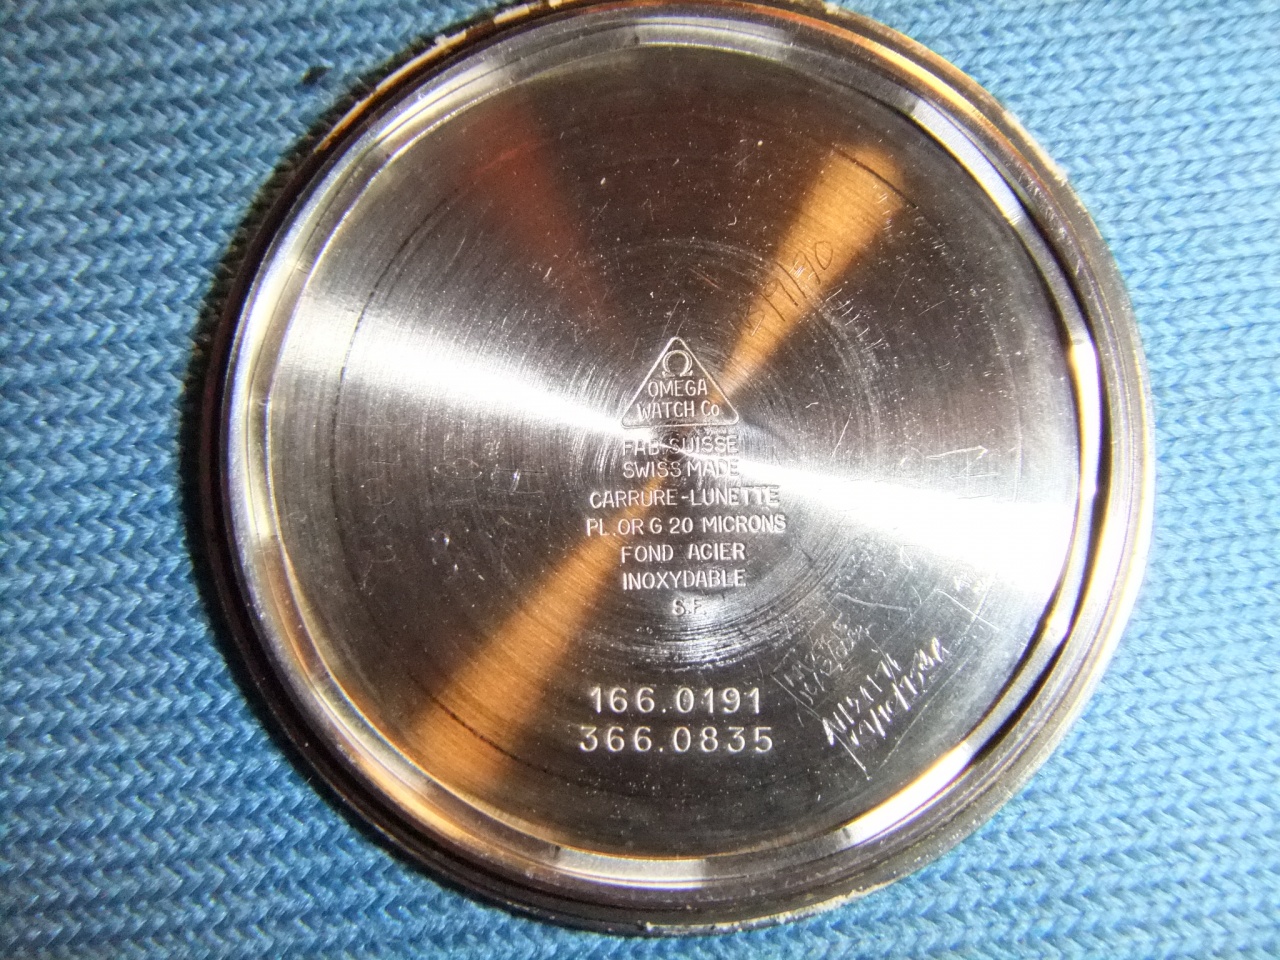 Ω
OMEGA
WATCH Co
FAB. SUISSE
SWISS MADE
CARRURE-LUNETTE
PL. OR G 20 MICRONS
FOND ACIER
INOXYDABLE
166.0191
366.0835